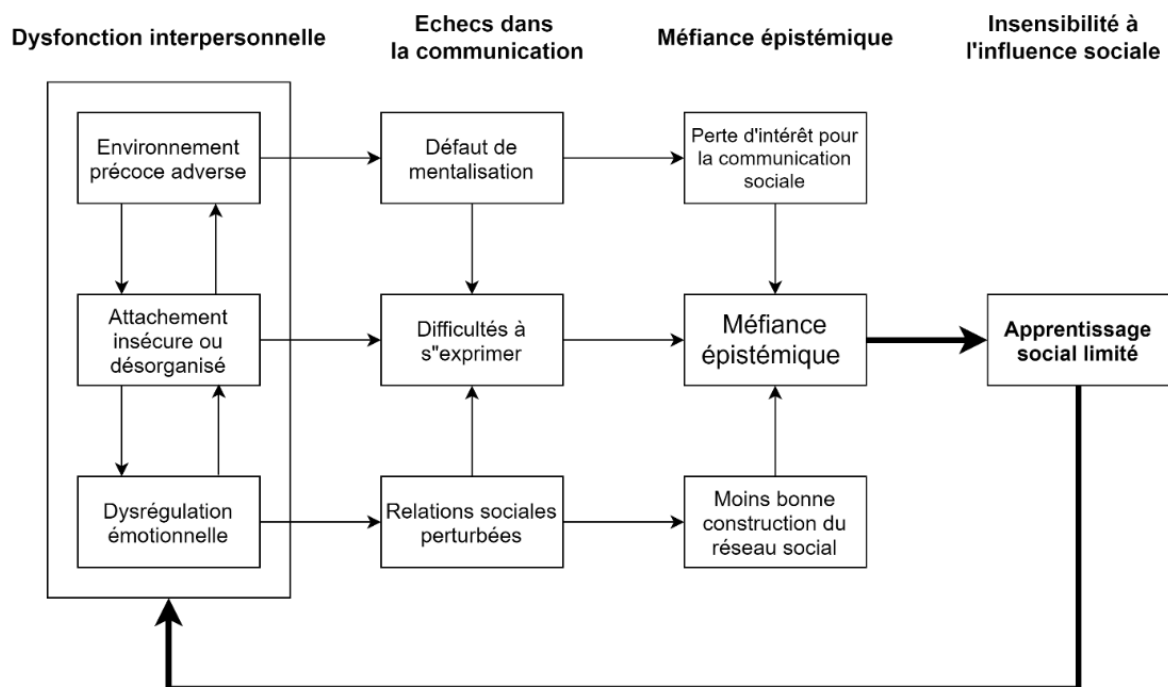 Dysfonction interpersonnelle
Echecs dans
la communication
Méfiance épistémique
Insensibilité à
l'influence sociale
Environnement
précoce adverse
Défaut de
mentalisation
Perte d'intérêt pour
la communication
sociale
Attachement
insécure ou
désorganisé
Difficultés à
s"exprimer
Méfiance
épistémique
Apprentissage
social limité
Dysrégulation
émotionnelle
Relations sociales
perturbées
Moins bonne
construction du
réseau social